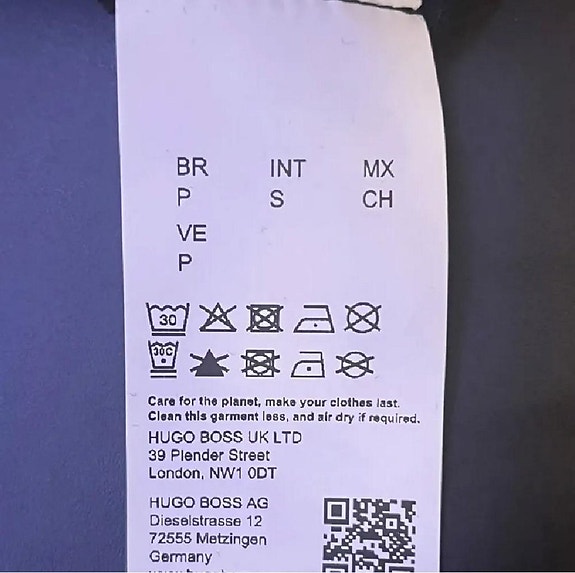 BR INT MX
P S CH
VE
P
30
30C
Care for the planet, make your clothes last.
Clean this garment less, and air dry if required.
HUGO BOSS UK LTD
39 Plender Street
London, NW1 0DT
HUGO BOSS AG
Dieselstrasse 12
72555 Metzingen
Germany